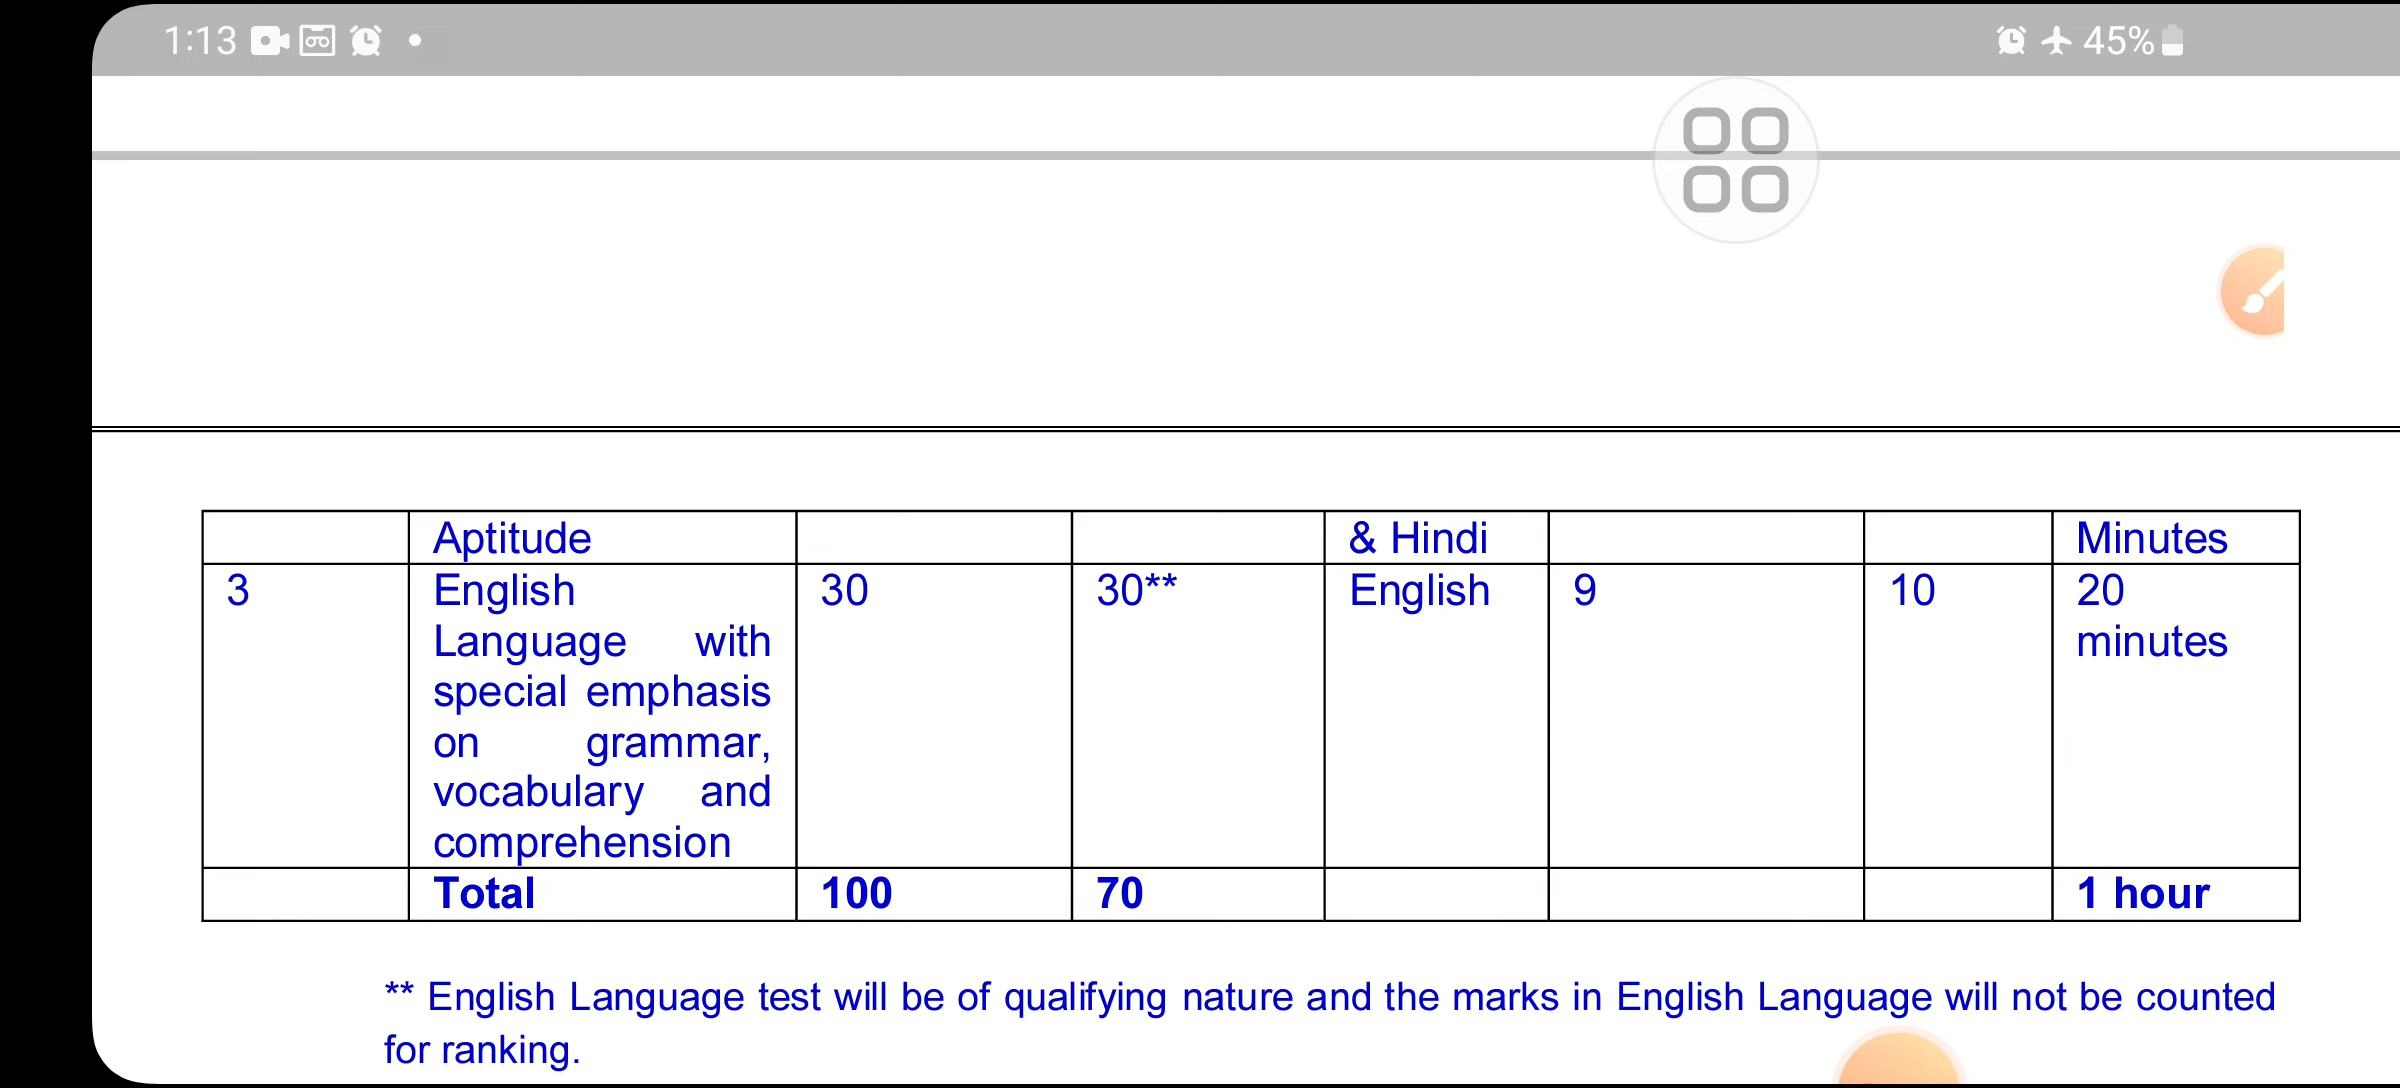 1:13
45%
Aptitude & Hindi Minutes
3 English 30 30** English 9 10 20
Language with minutes
special emphasis
on grammar,
vocabulary and
comprehension
Total 100 70 1 hour
** English Language test will be of qualifying nature and the marks in English Language will not be counted
for ranking.